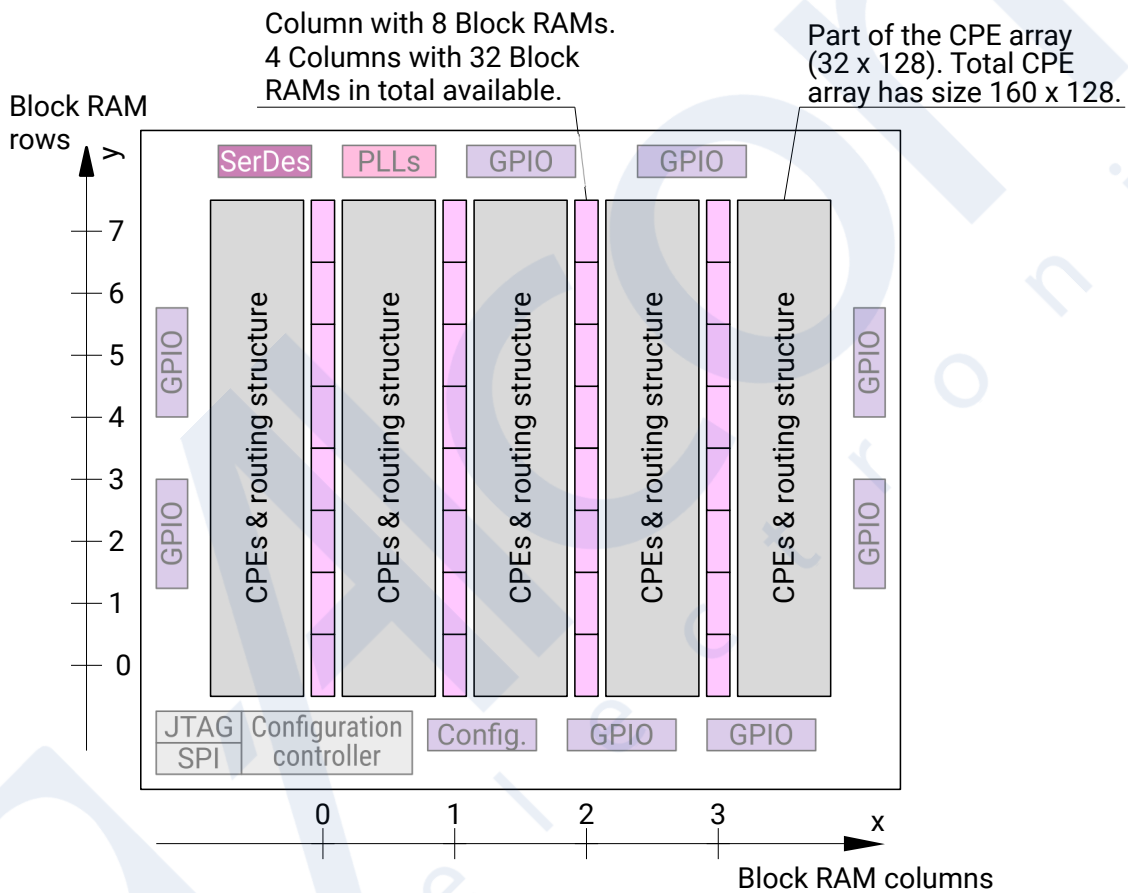 Column with 8 Block RAMs.
4 Columns with 32 Block
RAMs in total available.
Part of the CPE array
(32 x 128). Total CPE
array has size 160 x 128.
Block RAM
rows
y
SerDes
PLLs
GPIO
GPIO
7
6
5
4
3
2
1
0
GPIO
GPIO
CPEs & routing structure
CPEs & routing structure
CPEs & routing structure
CPEs & routing structure
CPEs & routing structure
GPIO
GPIO
JTAG
SPI
Configuration
controller
Config.
GPIO
GPIO
0
1
2
3
x
Block RAM columns